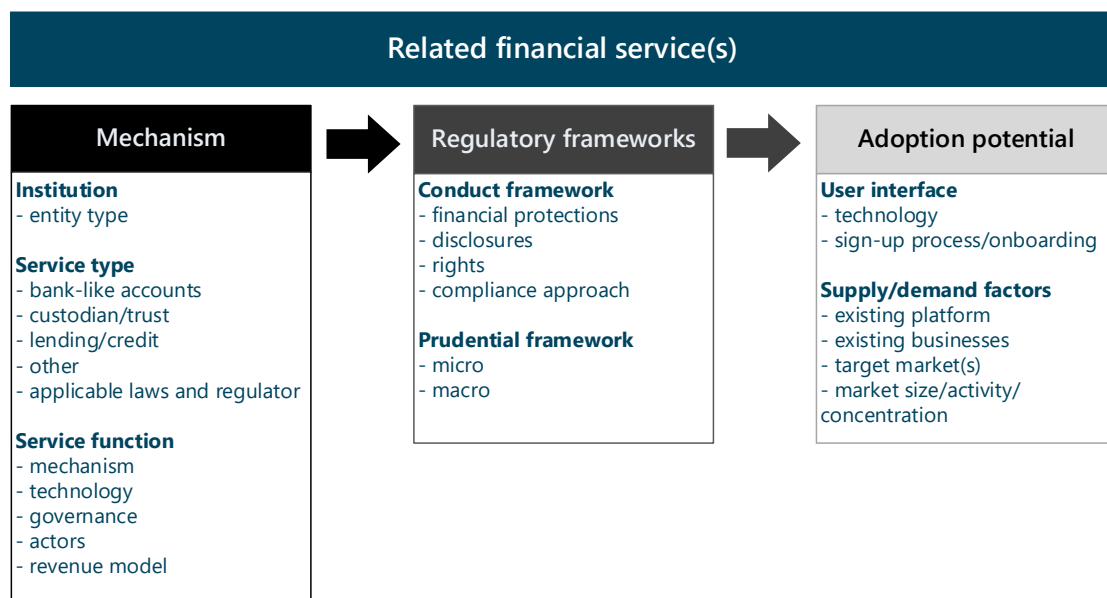 Related financial service(s)
Mechanism
Institution
- entity type
Service type
- bank-like accounts
- custodian/trust
- lending/credit
- other
- applicable laws and regulator
Service function
- mechanism
- technology
- governance
- actors
- revenue model
Regulatory frameworks
Conduct framework
- financial protections
- disclosures
- rights
- compliance approach
Prudential framework
- micro
- macro
Adoption potential
User interface
- technology
- sign-up process/onboarding
Supply/demand factors
- existing platform
- existing businesses
- target market(s)
- market size/activity/
concentration